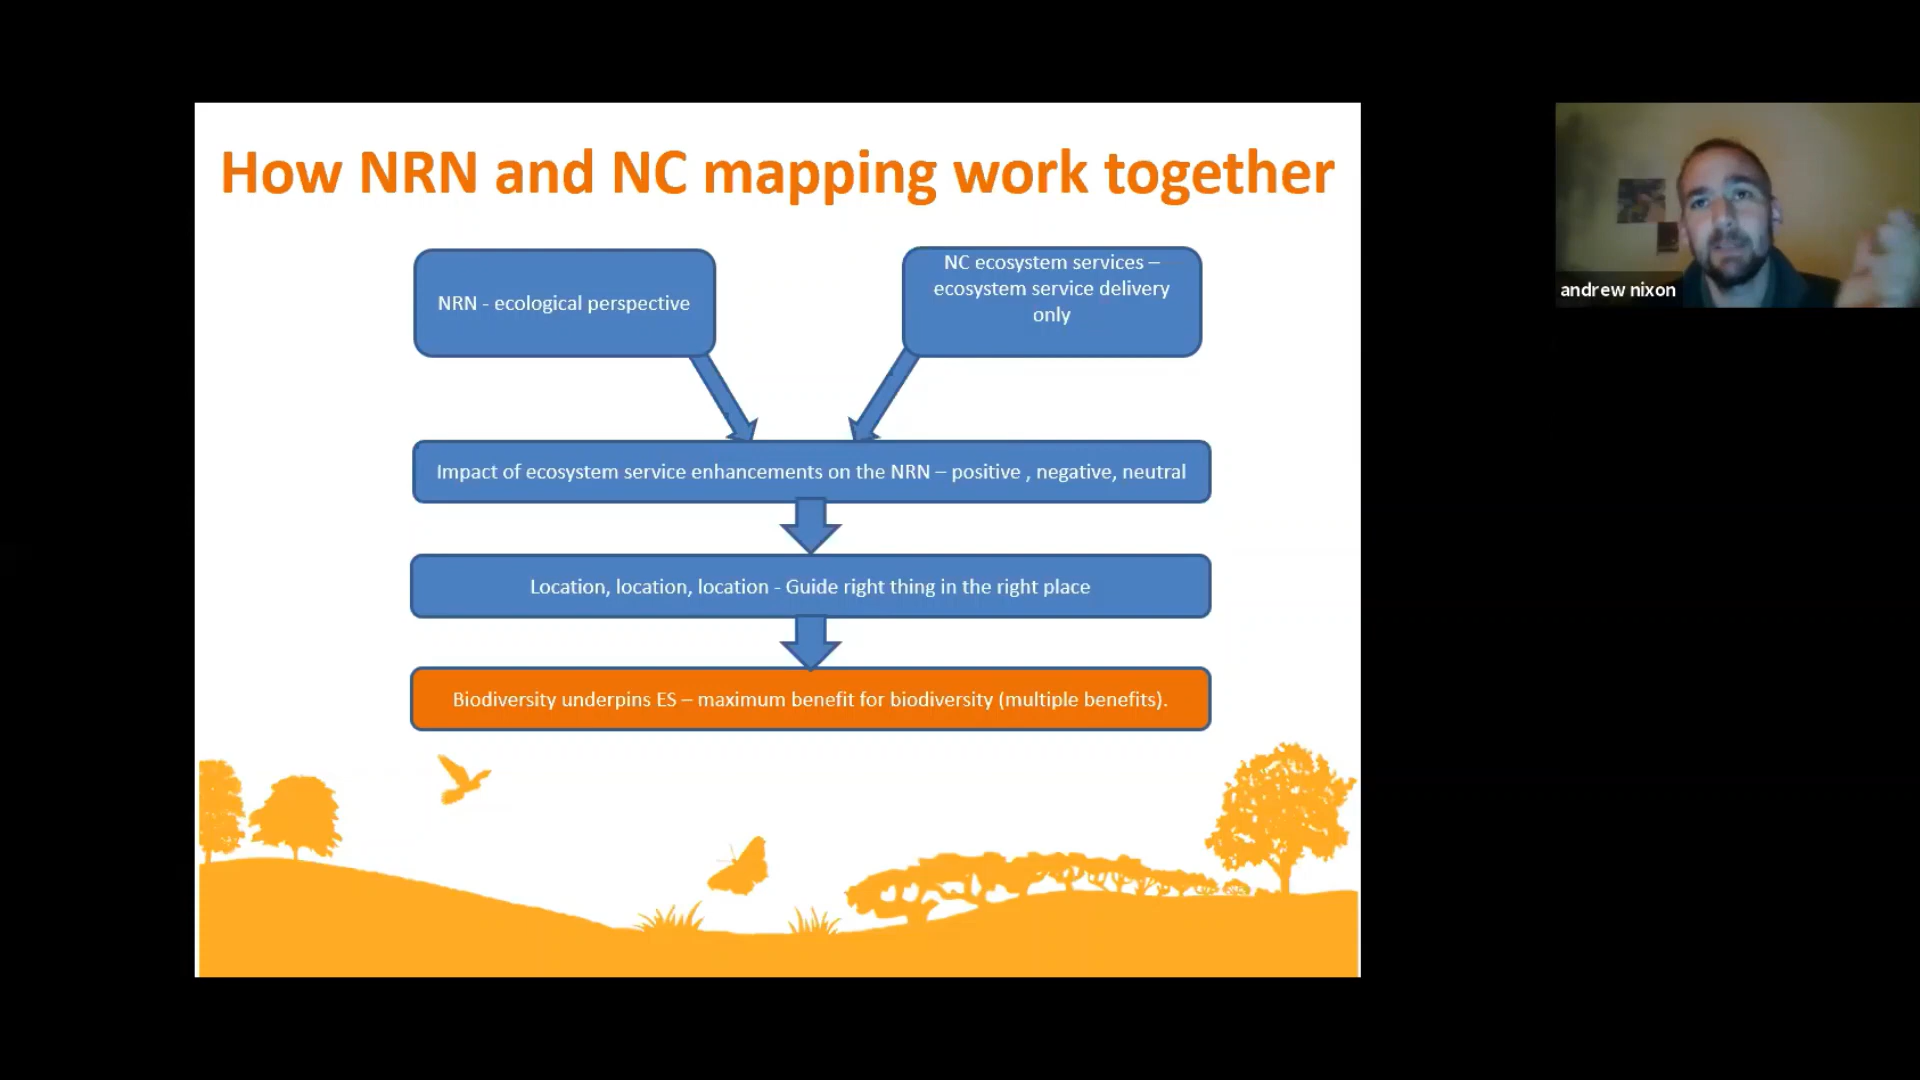 How NRN and NC mapping work together
NRN - ecological perspective
NC ecosystem services –
ecosystem service delivery
only
Impact of ecosystem service enhancements on the NRN – positive , negative, neutral
Location, location, location - Guide right thing in the right place
Biodiversity underpins ES – maximum benefit for biodiversity (multiple benefits).
andrew nixon